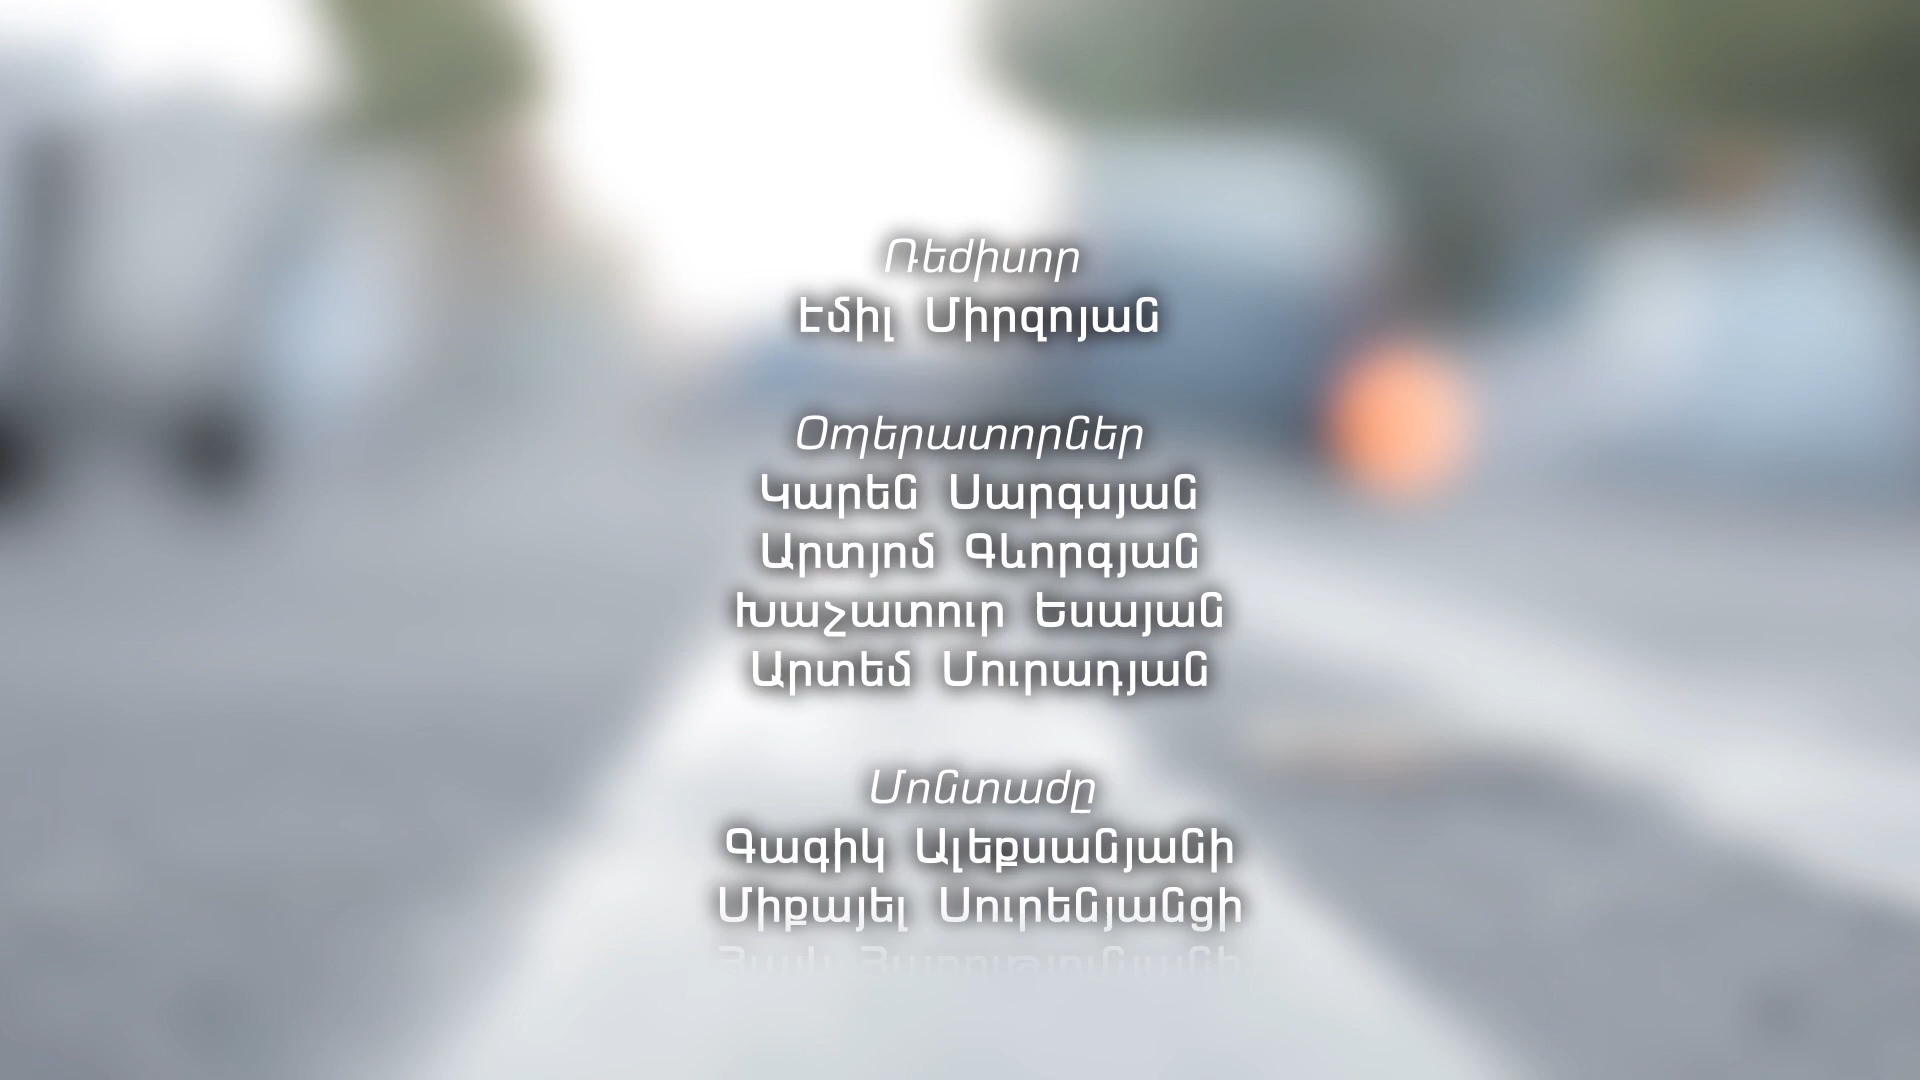 Ռեժիսոր
Էմիլ Միրզոյան
Օպերատորներ
Կարեն Սարգսյան
Արտյոմ Գևորգյան
Խաչատուր Եսայան
Արտեմ Մուրադյան
Մոնտաժը
Գագիկ Ալեքսանյանի
Միքայել Սուրենյանցի